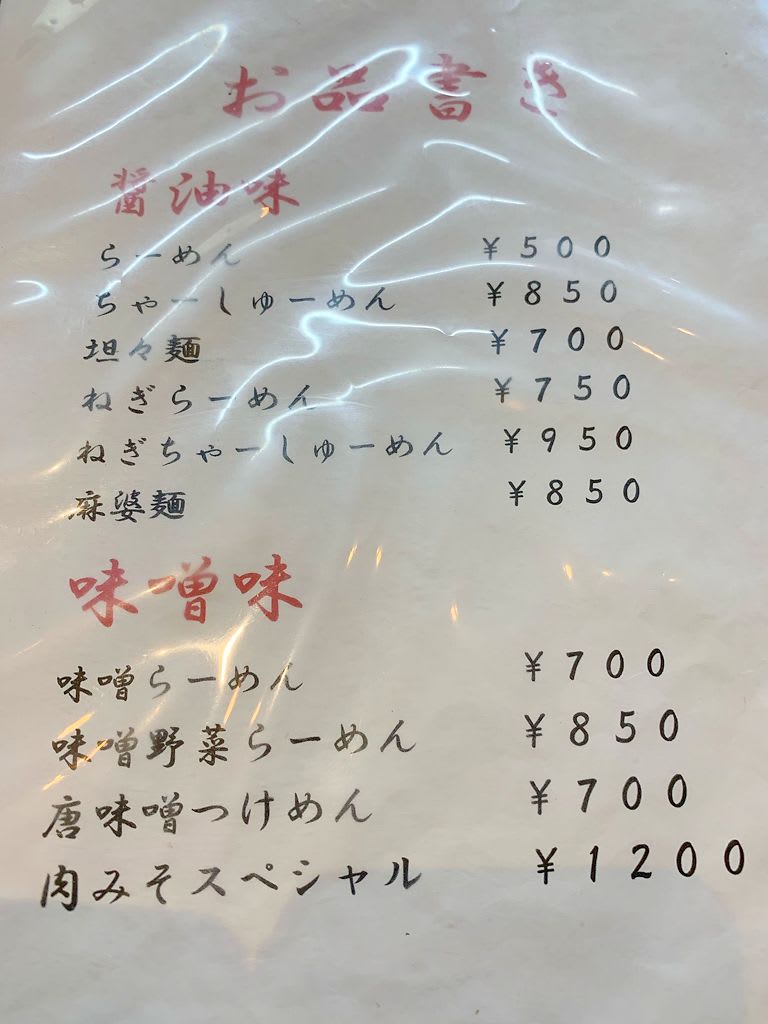 お品書き
醤油味
らーめん ￥500
ちゃーしゅーめん ￥850
坦々麺 ￥700
ねぎらーめん ￥750
ねぎちゃーしゅーめん ￥950
麻婆麺 ￥850
味噌味
味噌らーめん ￥700
味噌野菜らーめん ￥850
唐味噌つけめん ￥700
肉みそスペシャル ￥1200